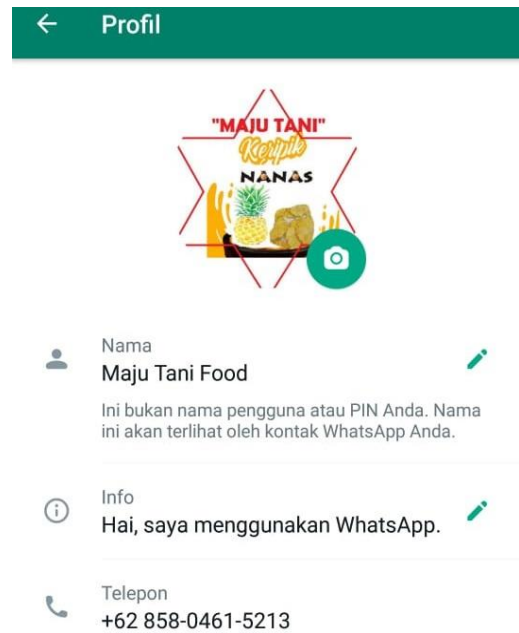 Profil
"MAJU TANI"
Keripik
NANAS
Nama
Maju Tani Food
Ini bukan nama pengguna atau PIN Anda. Nama
ini akan terlihat oleh kontak WhatsApp Anda.
Info
Hai, saya menggunakan WhatsApp.
Telepon
+62 858-0461-5213